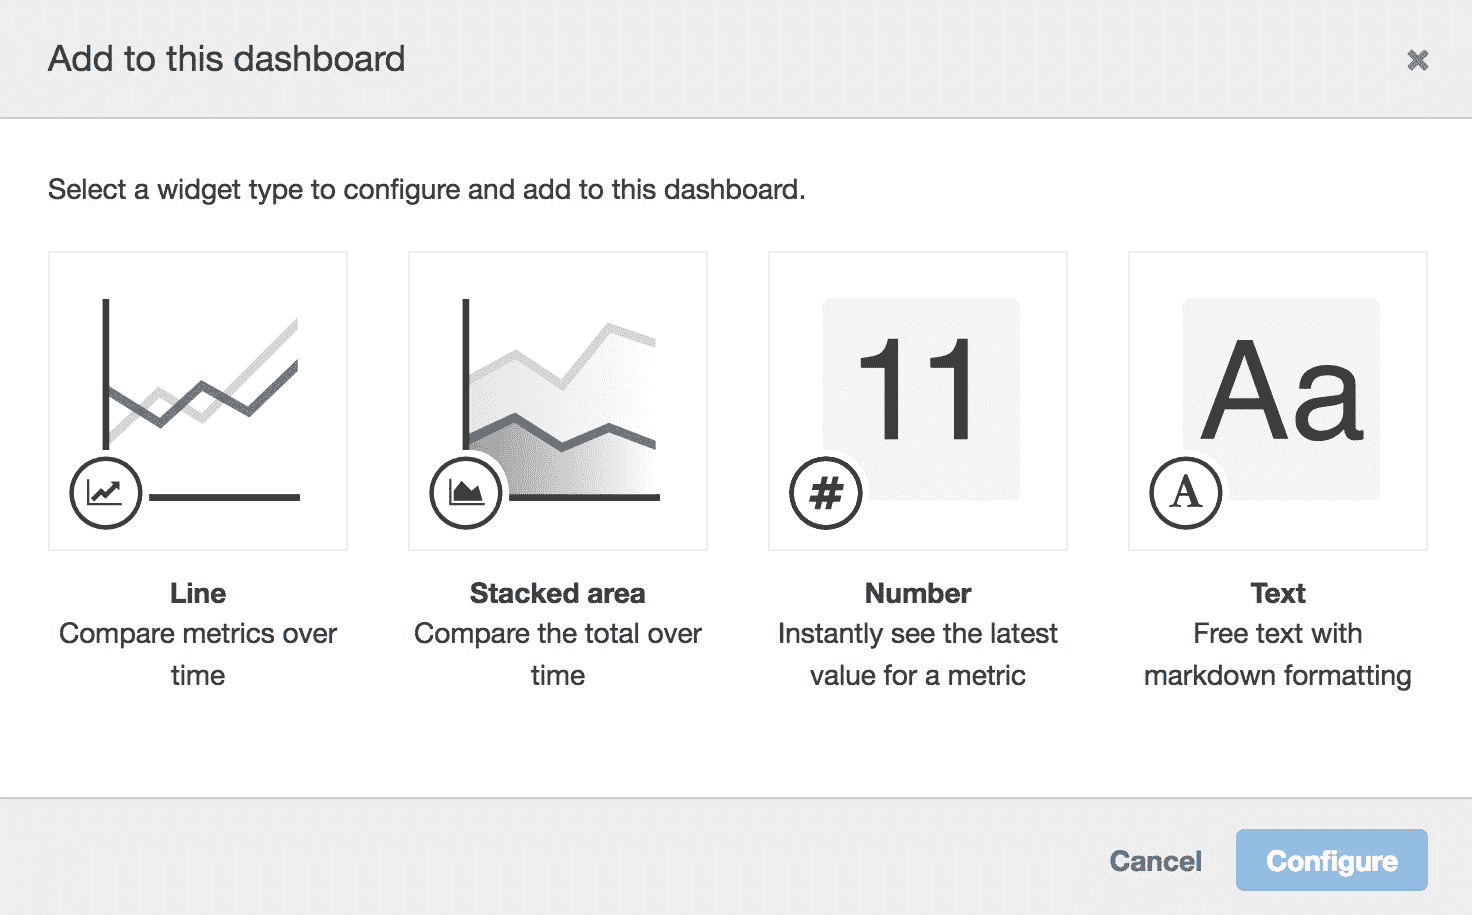 Add to this dashboard
Select a widget type to configure and add to this dashboard.
11
Aa
#
A
Line
Compare metrics over
time
Stacked area
Compare the total over
time
Number
Instantly see the latest
value for a metric
Text
Free text with
markdown formatting
Cancel
Configure